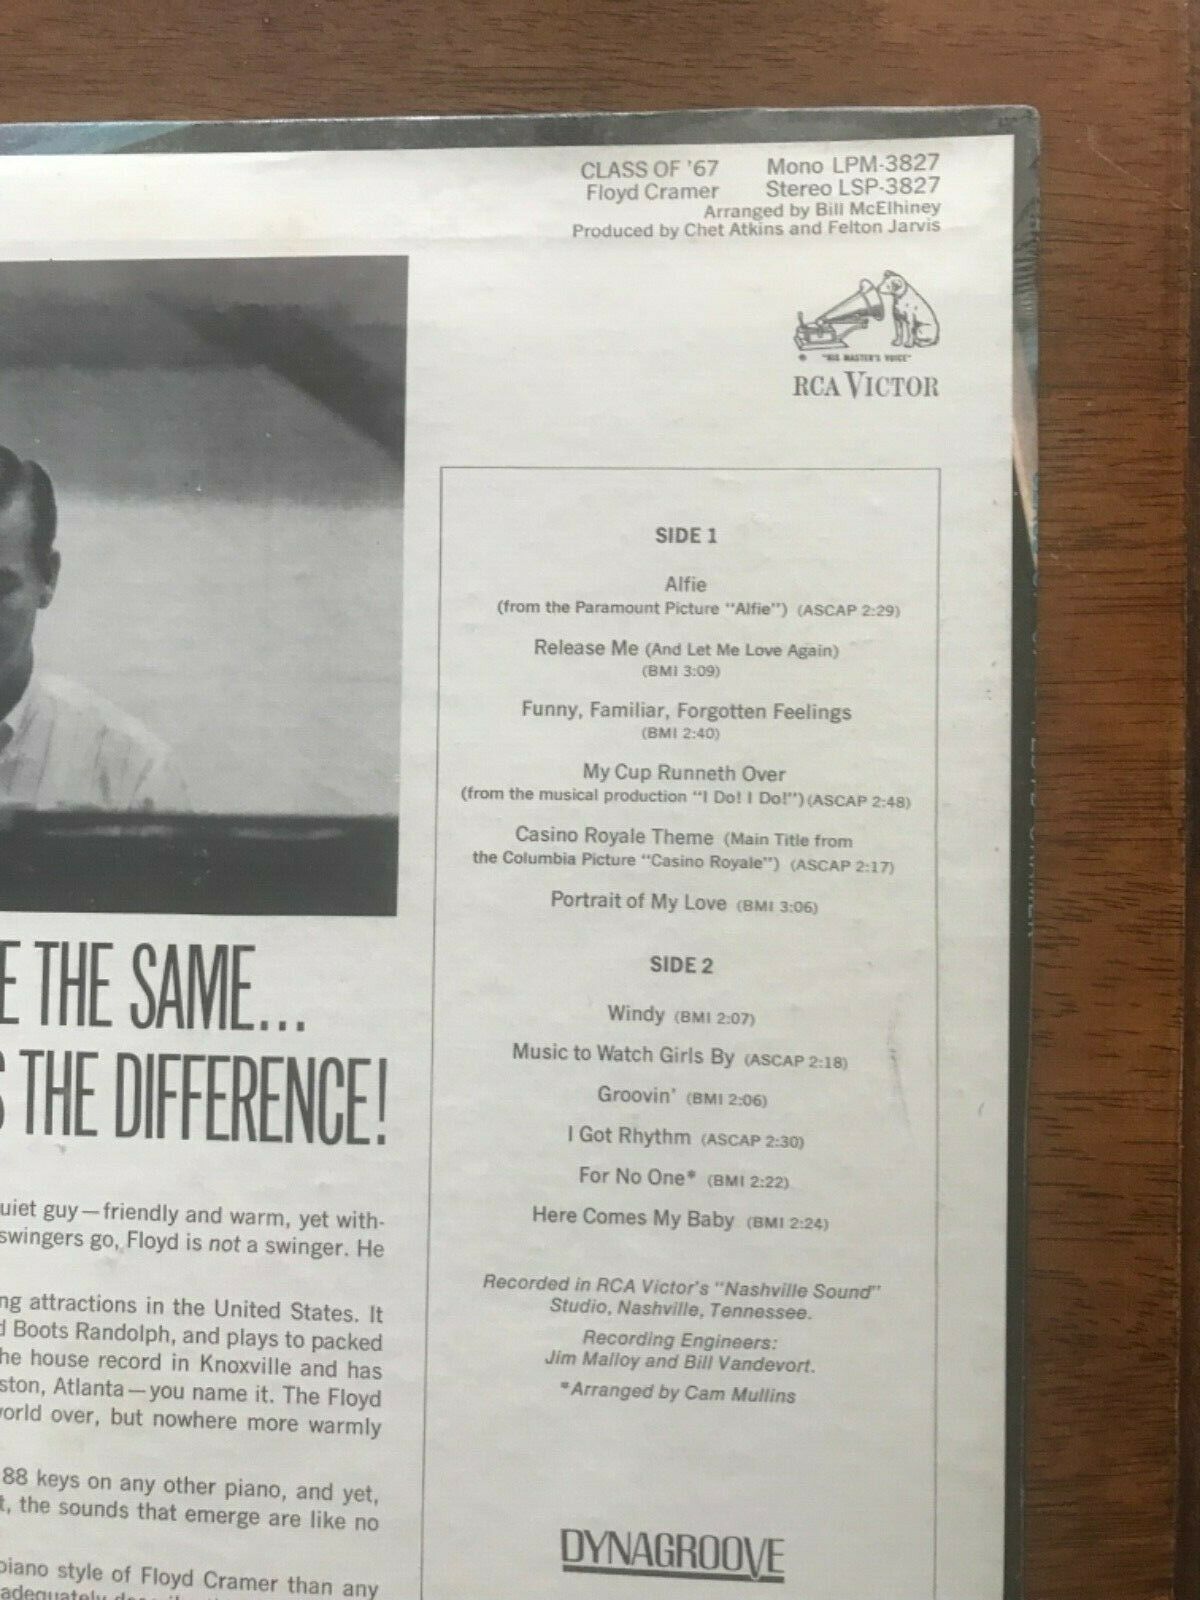 CLASS OF '67 Mono LPM-3827
Floyd Cramer Stereo LSP-3827
Arranged by Bill McElhiney
Produced by Chet Atkins and Felton Jarvis
"HIS MASTER'S VOICE"
RCA VICTOR
SIDE 1
Alfie
(from the Paramount Picture "Alfie") (ASCAP 2:29)
Release Me (And Let Me Love Again)
(BMI 3:09)
Funny, Familiar, Forgotten Feelings
(BMI 2:40)
My Cup Runneth Over
(from the musical production "I Do! I Do!") (ASCAP 2:48)
Casino Royale Theme (Main Title from
the Columbia Picture "Casino Royale") (ASCAP 2:17)
Portrait of My Love (BMI 3:06)
SIDE 2
Windy (BMI 2:07)
Music to Watch Girls By (ASCAP 2:18)
Groovin' (BMI 2:06)
I Got Rhythm (ASCAP 2:30)
For No One* (BMI 2:22)
Here Comes My Baby (BMI 2:24)
Recorded in RCA Victor's "Nashville Sound"
Studio, Nashville, Tennessee.
Recording Engineers:
Jim Malloy and Bill Vandevort.
*Arranged by Cam Mullins
DYNAGROOVE
E THE SAME...
S THE DIFFERENCE!
uiet guy—friendly and warm, yet with-
swingers go, Floyd is not a swinger. He
ng attractions in the United States. It
d Boots Randolph, and plays to packed
he house record in Knoxville and has
ston, Atlanta—you name it. The Floyd
vorld over, but nowhere more warmly
88 keys on any other piano, and yet,
t, the sounds that emerge are like no
piano style of Floyd Cramer than any
adequately